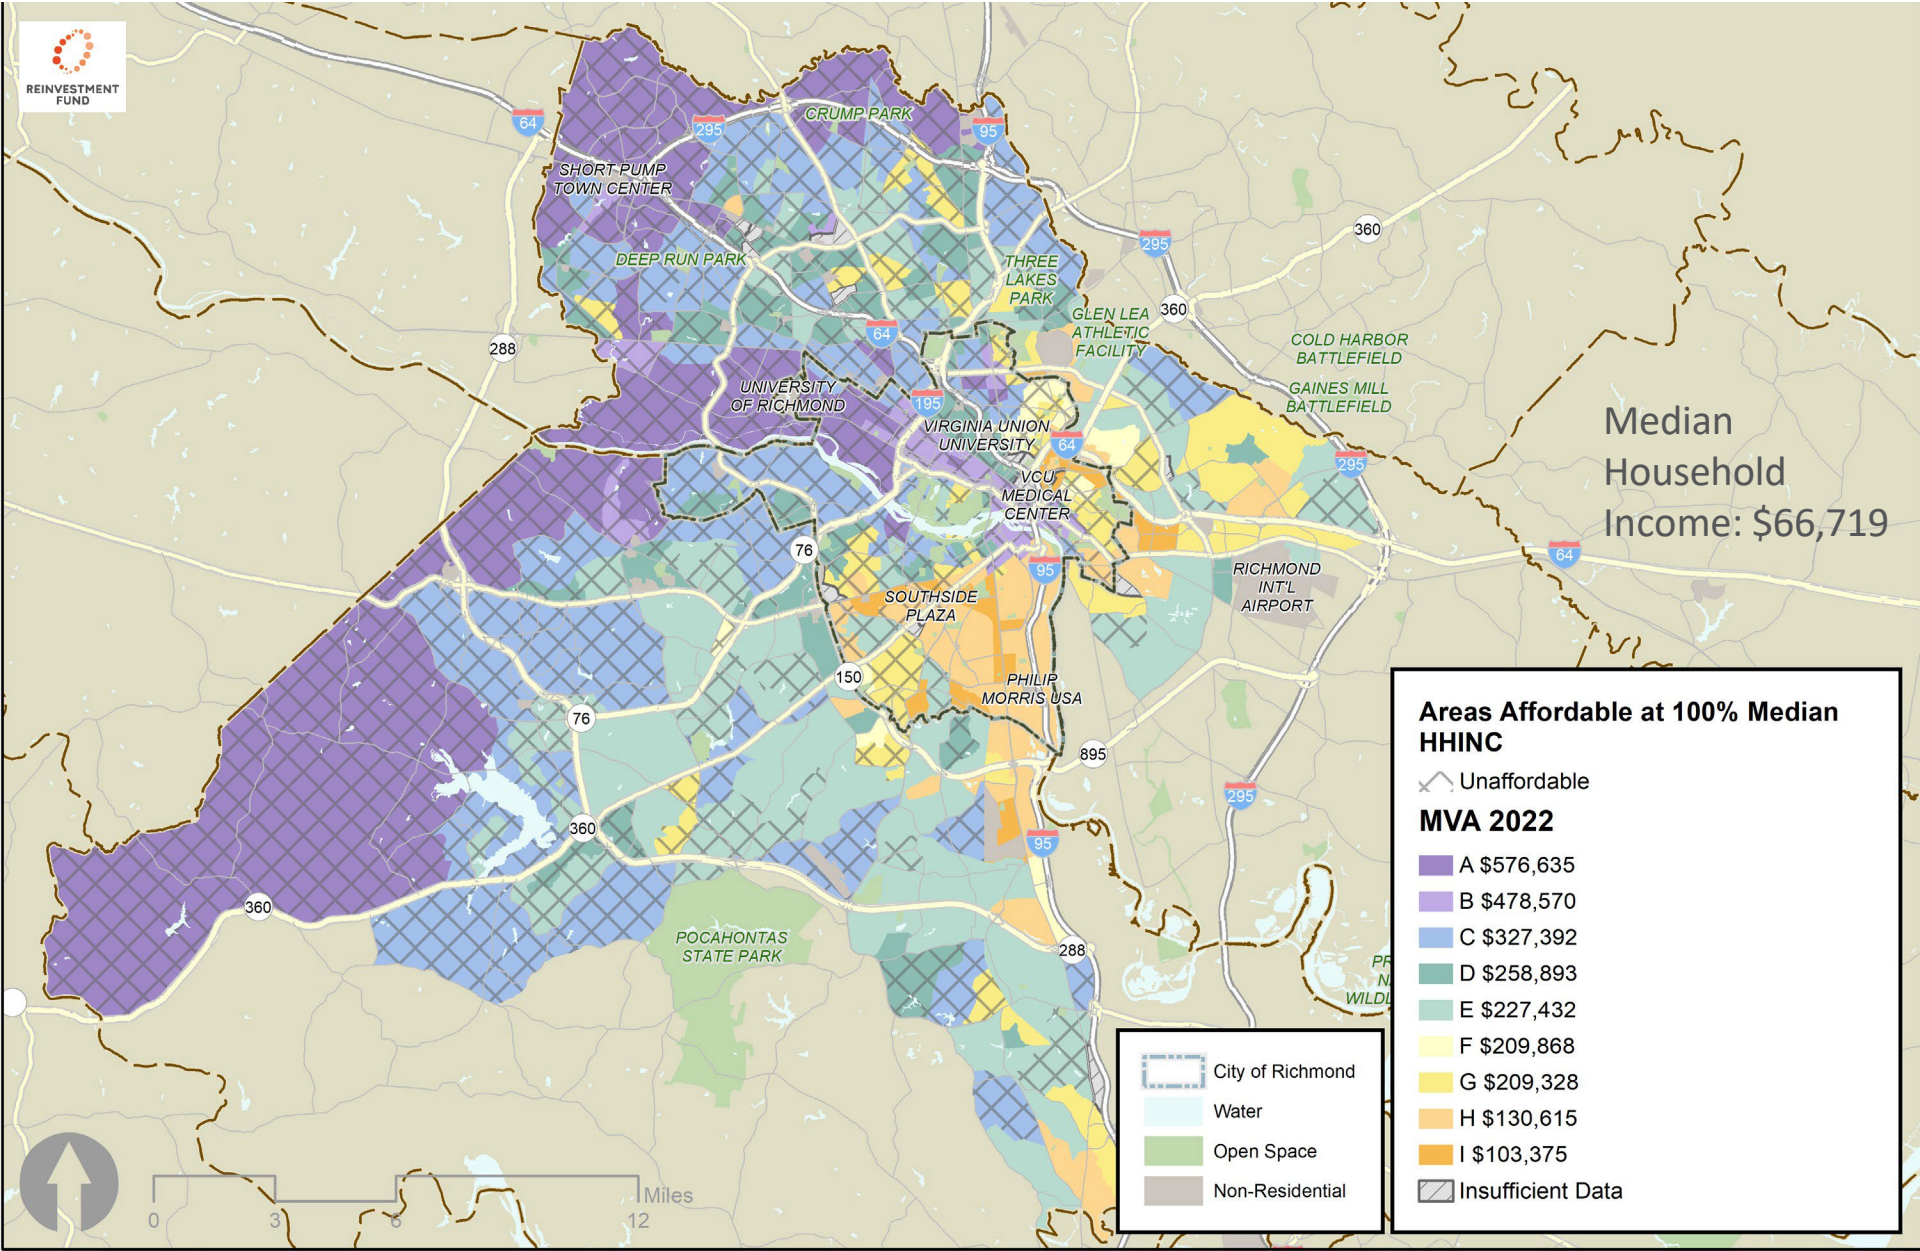 REINVESTMENT
FUND
64
295
CRUMP PARK
95
SHORT PUMP
TOWN CENTER
360
295
DEEP RUN PARK
THREE
LAKES
PARK
360
GLEN LEA
ATHLETIC
FACILITY
64
288
COLD HARBOR
BATTLEFIELD
UNIVERSITY
OF RICHMOND
195
GAINES MILL
BATTLEFIELD
VIRGINIA UNION
UNIVERSITY
64
295
Median
Household
Income: $66,719
VCU
MEDICAL
CENTER
76
95
64
RICHMOND
INT'L
AIRPORT
SOUTHSIDE
PLAZA
150
PHILIP
MORRIS USA
76
895
295
360
95
360
POCAHONTAS
STATE PARK
288
PR
N
WILDL
Areas Affordable at 100% Median
HHINC
Unaffordable
MVA 2022
A $576,635
B $478,570
C $327,392
D $258,893
E $227,432
F $209,868
G $209,328
H $130,615
I $103,375
Insufficient Data
City of Richmond
Water
Open Space
Non-Residential
Miles
0 3 6 12